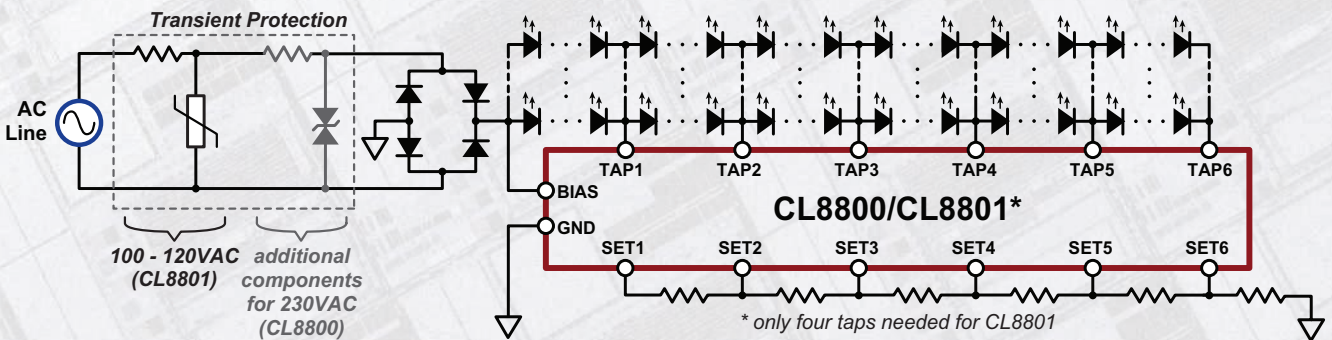 Transient Protection
AC
Line
100 - 120VAC
(CL8801)
additional
components
for 230VAC
(CL8800)
TAP1 TAP2 TAP3 TAP4 TAP5 TAP6
BIAS
CL8800/CL8801*
GND
SET1 SET2 SET3 SET4 SET5 SET6
* only four taps needed for CL8801